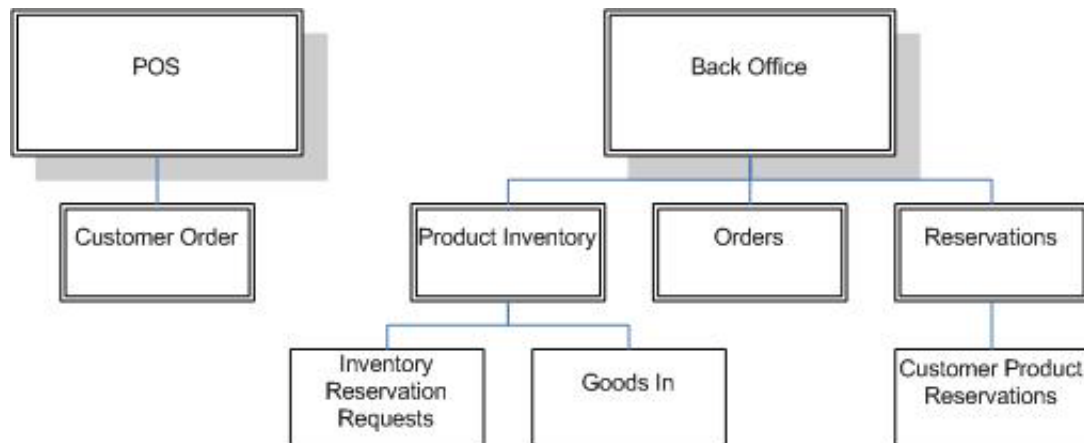 POS
Back Office
Customer Order
Product Inventory
Orders
Reservations
Inventory
Reservation
Requests
Goods In
Customer Product
Reservations